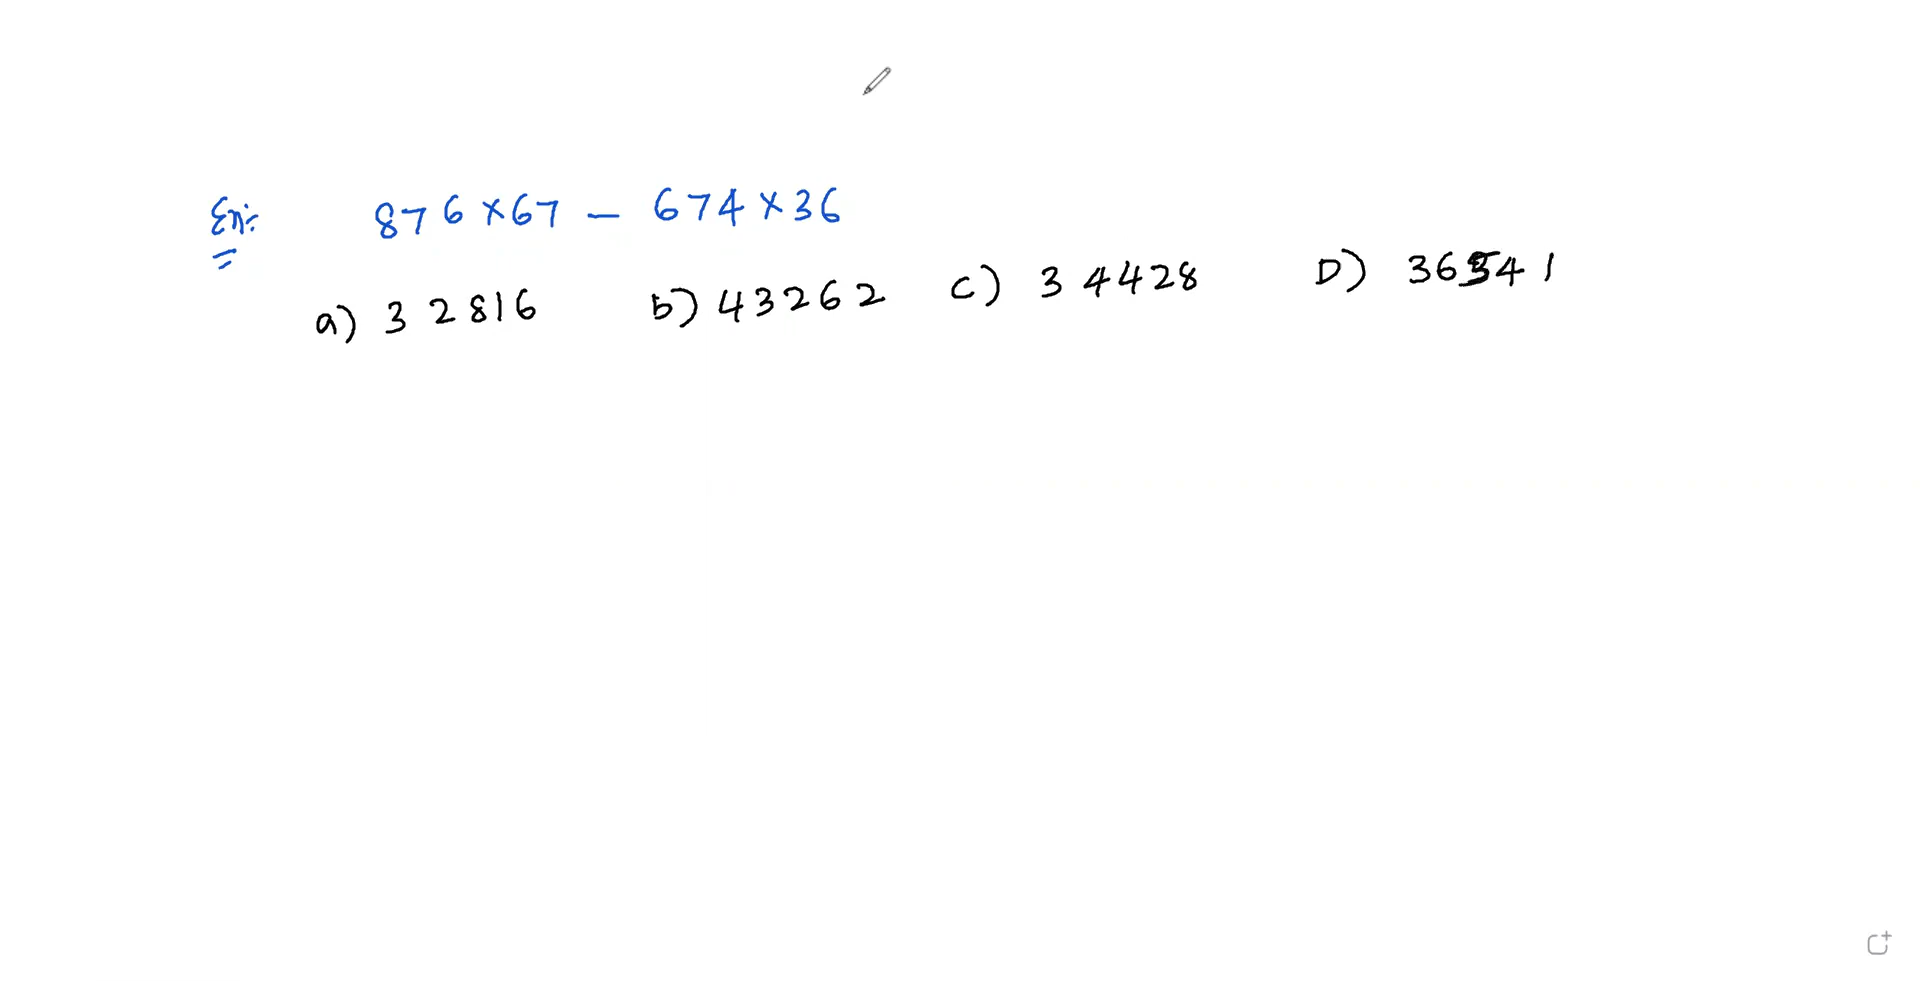 Ex:- 876×67 — 674×36
a) 32816 b) 43262 c) 34428 D) 36541